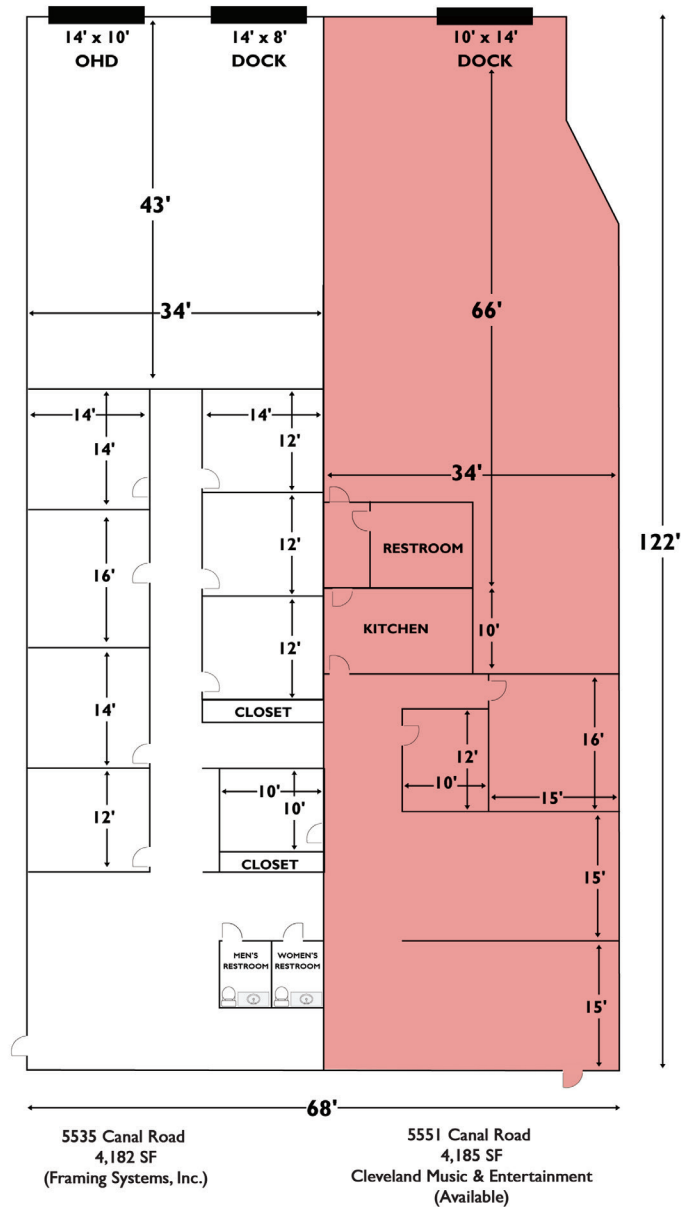 14' x 10'
OHD
14' x 8'
DOCK
10' x 14'
DOCK
43'
34'
66'
14'
14'
14'
12'
34'
122'
16'
12'
RESTROOM
KITCHEN
10'
12'
14'
CLOSET
16'
12'
10'
15'
12'
10'
10'
CLOSET
15'
MEN'S
RESTROOM
WOMEN'S
RESTROOM
15'
68'
5535 Canal Road
4,182 SF
(Framing Systems, Inc.)
5551 Canal Road
4,185 SF
Cleveland Music & Entertainment
(Available)